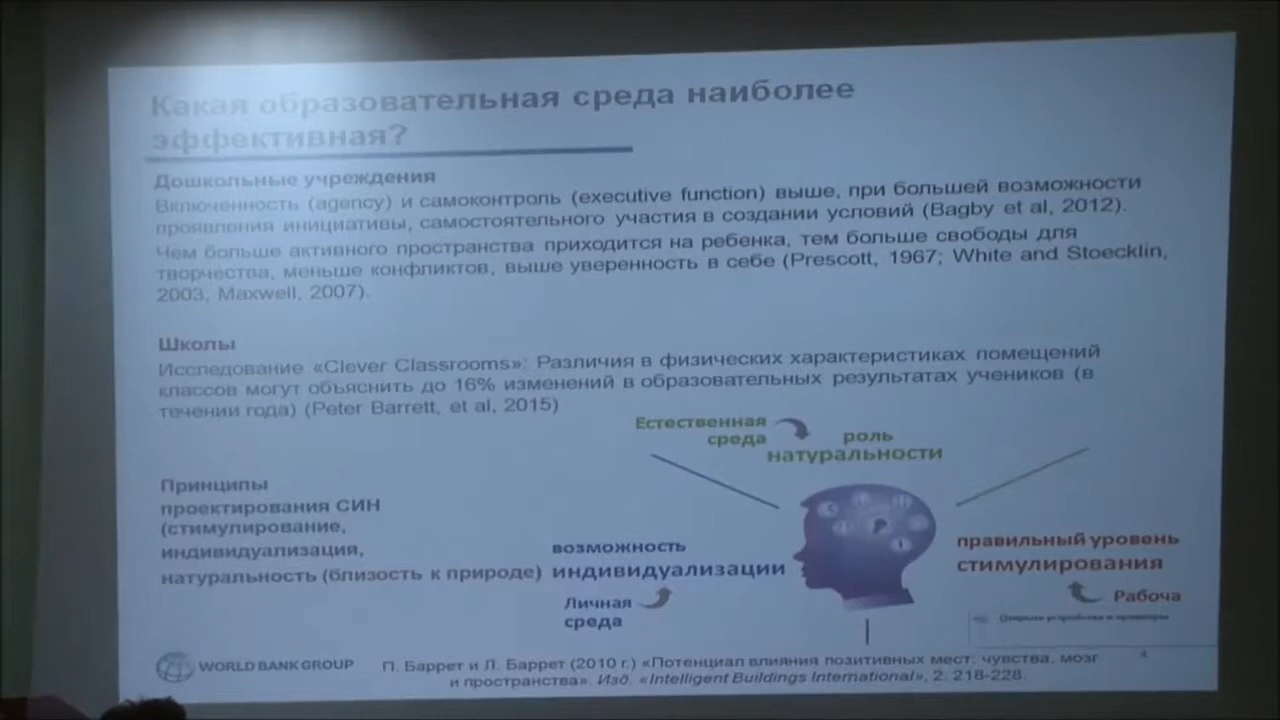 Какая образовательная среда наиболее
эффективная?
Дошкольные учреждения
Включенность (agency) и самоконтроль (executive function) выше, при большей возможности
проявления инициативы, самостоятельного участия в создании условий (Bagby et al, 2012).
Чем больше активного пространства приходится на ребенка, тем больше свободы для
творчества, меньше конфликтов, выше уверенность в себе (Prescott, 1967; White and Stoecklin,
2003, Maxwell, 2007).
Школы
Исследование «Clever Classrooms»: Различия в физических характеристиках помещений
классов могут объяснить до 16% изменений в образовательных результатах учеников (в
течении года) (Peter Barrett, et al, 2015)
Естественная
среда
роль
натуральности
Принципы
проектирования СИН
(стимулирование,
индивидуализация,
натуральность (близость к природе)
возможность
индивидуализации
Личная
среда
правильный уровень
стимулирования
Рабоча
Открыть устройства и принтеры
WORLD BANK GROUP
П. Баррет и Л. Баррет (2010 г.) «Потенциал влияния позитивных мест: чувства, мозг
и пространства». Изд. «Intelligent Buildings International», 2: 218-228.
4